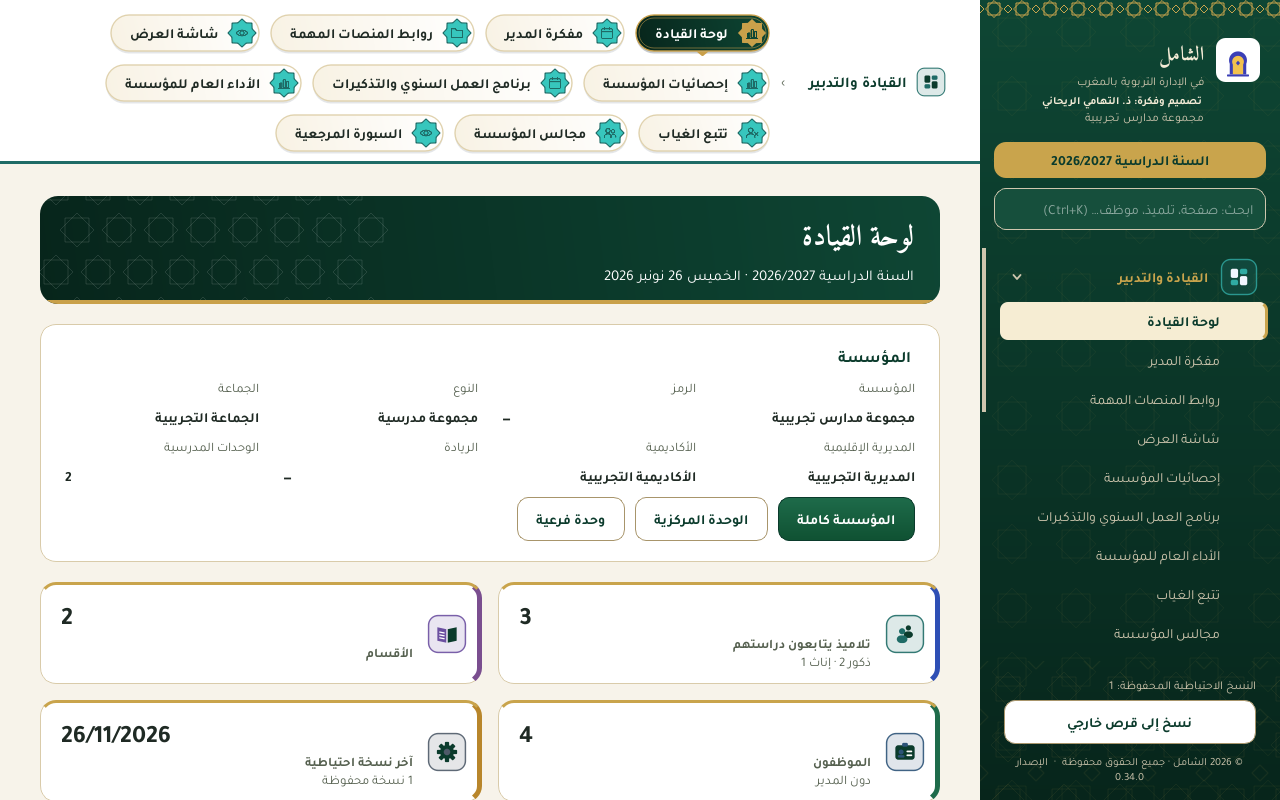 الشامل
في الإدارة التربوية بالمغرب
تصميم وفكرة: ذ. التهامي الريحاني
مجموعة مدارس تجريبية
السنة الدراسية 2026/2027
ابحث: صفحة، تلميذ، موظف… (Ctrl+K)
القيادة والتدبير
لوحة القيادة
مفكرة المدير
روابط المنصات المهمة
شاشة العرض
إحصائيات المؤسسة
برنامج العمل السنوي والتذكيرات
الأداء العام للمؤسسة
تتبع الغياب
مجالس المؤسسة
النسخ الاحتياطية المحفوظة: 1
نسخ إلى قرص خارجي
© 2026 الشامل · جميع الحقوق محفوظة · الإصدار
0.34.0
القيادة والتدبير ›
لوحة القيادة مفكرة المدير روابط المنصات المهمة شاشة العرض
إحصائيات المؤسسة برنامج العمل السنوي والتذكيرات الأداء العام للمؤسسة
تتبع الغياب مجالس المؤسسة السبورة المرجعية
لوحة القيادة
السنة الدراسية 2026/2027 · الخميس 26 نونبر 2026
المؤسسة
المؤسسة الرمز النوع الجماعة
مجموعة مدارس تجريبية – مجموعة مدرسية الجماعة التجريبية
المديرية الإقليمية الأكاديمية الريادة الوحدات المدرسية
المديرية التجريبية الأكاديمية التجريبية – 2
المؤسسة كاملة الوحدة المركزية وحدة فرعية
3
تلاميذ يتابعون دراستهم
ذكور 2 · إناث 1
2
الأقسام
4
الموظفون
دون المدير
26/11/2026
آخر نسخة احتياطية
1 نسخة محفوظة